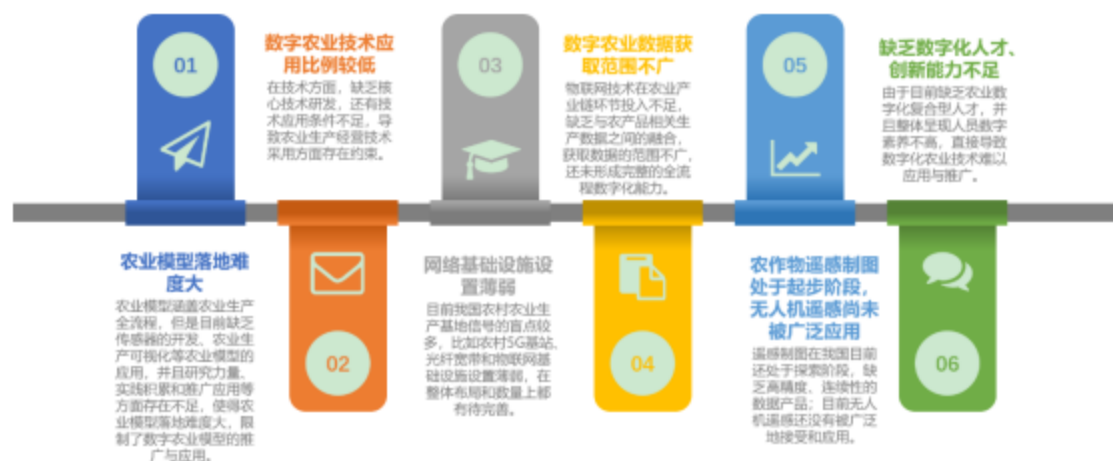 01
农业模型落地难
度大
农业模型涵盖农业生产
全流程，但是目前缺乏
传感器的开发、农业生
产可视化等农业模型的
应用，并且研究力量、
实践积累和推广应用等
方面存在不足，使得农
业模型落地难度大，限
制了数字农业模型的推
广与应用。
数字农业技术应
用比例较低
在技术方面，缺乏核
心技术研发，还有技
术应用条件不足，导
致农业生产经营技术
采用方面存在约束。
02
03
网络基础设施设
置薄弱
目前我国农村农业生
产基地信号的盲点较
多，比如农村5G基站、
光纤宽带和物联网基
础设施设置薄弱，在
整体布局和数量上都
有待完善。
数字农业数据获
取范围不广
物联网技术在农业产
业链环节投入不足，
缺乏与农产品相关生
产数据之间的融合，
获取数据的范围不广，
还未形成完整的全流
程数字化能力。
04
05
农作物遥感制图
处于起步阶段，
无人机遥感尚未
被广泛应用
遥感制图在我国目前
还处于探索阶段，缺
乏高精度、连续性的
数据产品；目前无人
机遥感还没有被广泛
地接受和应用。
缺乏数字化人才、
创新能力不足
由于目前缺乏农业数
字化复合型人才，并
且整体呈现人员数字
素养不高，直接导致
数字化农业技术难以
应用与推广。
06